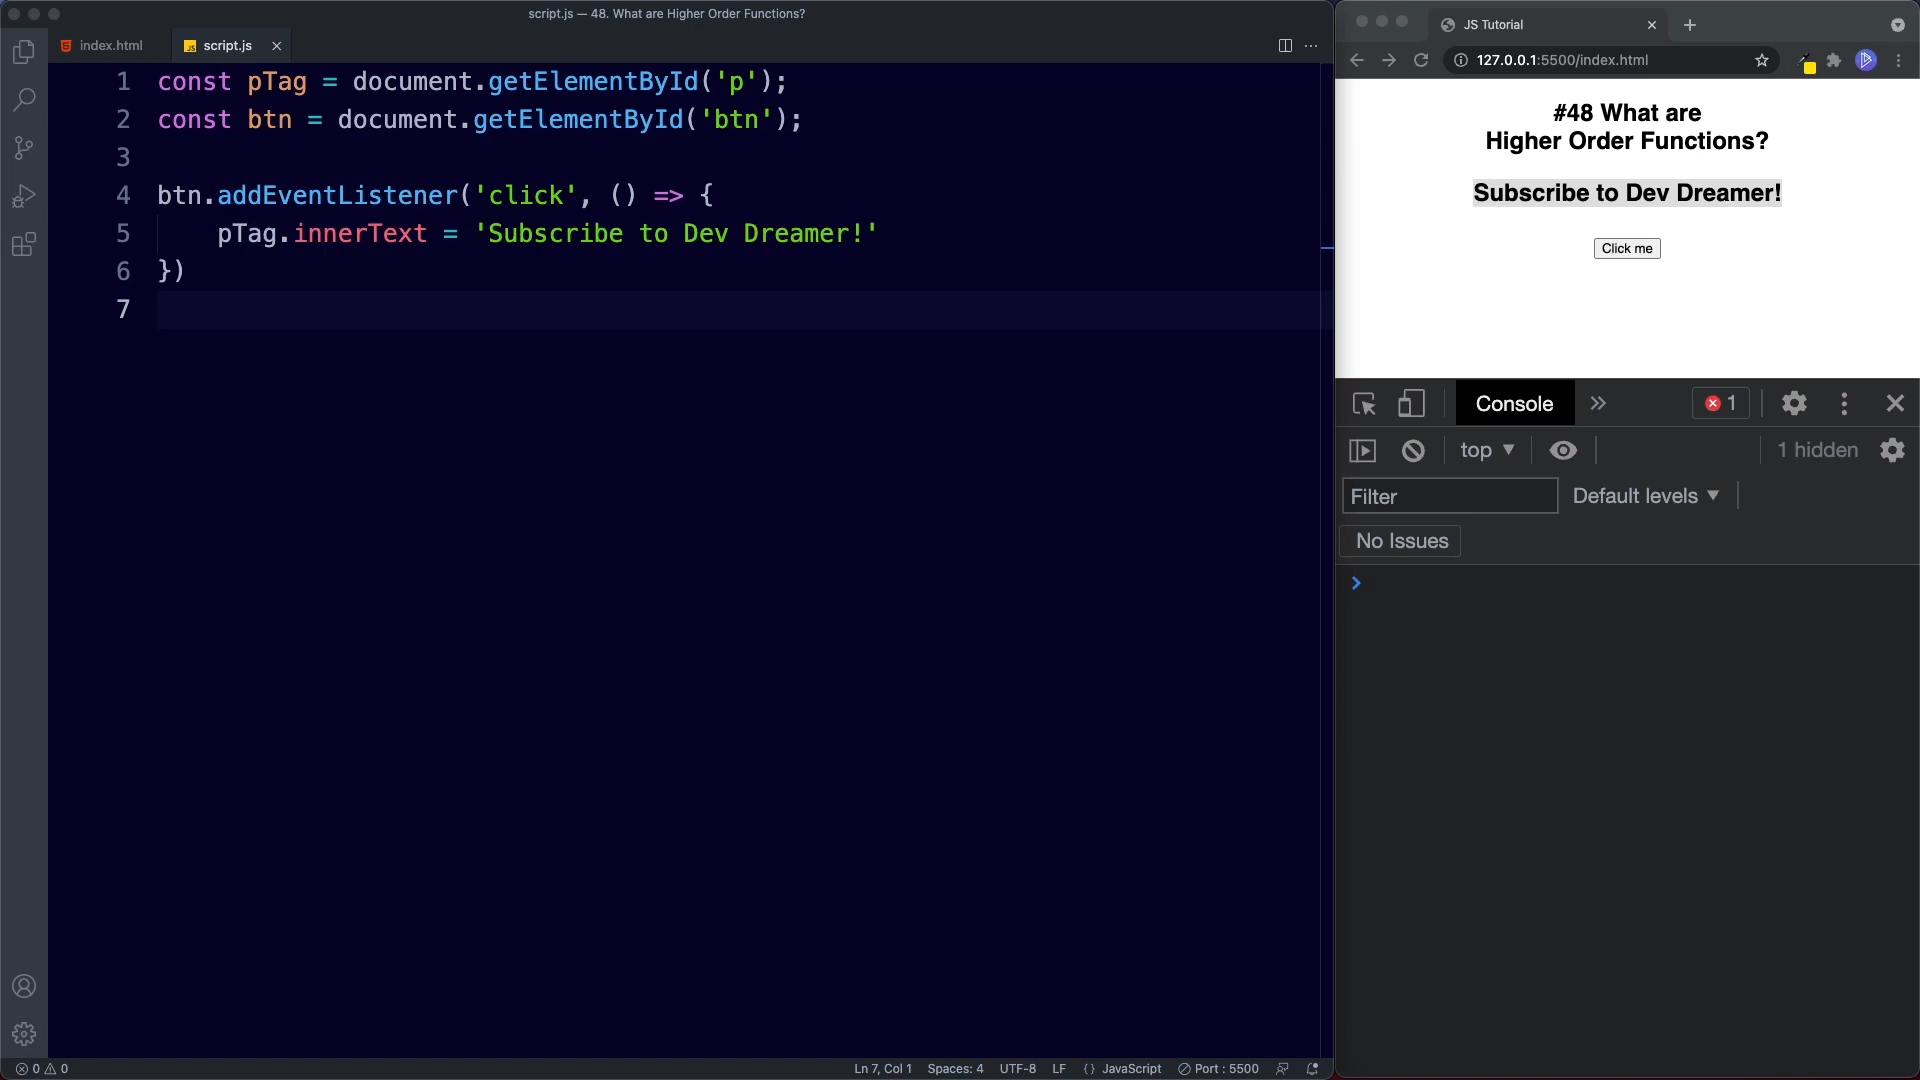 script.js — 48. What are Higher Order Functions?
index.html
script.js
1 const pTag = document.getElementById('p');
2 const btn = document.getElementById('btn');
3
4 btn.addEventListener('click', () => {
5 pTag.innerText = 'Subscribe to Dev Dreamer!'
6 })
7
0 0
Ln 7, Col 1 Spaces: 4 UTF-8 LF {} JavaScript Port : 5500
JS Tutorial
127.0.0.1:5500/index.html
#48 What are
Higher Order Functions?
Subscribe to Dev Dreamer!
Click me
Console
1
top
1 hidden
Filter
Default levels
No Issues